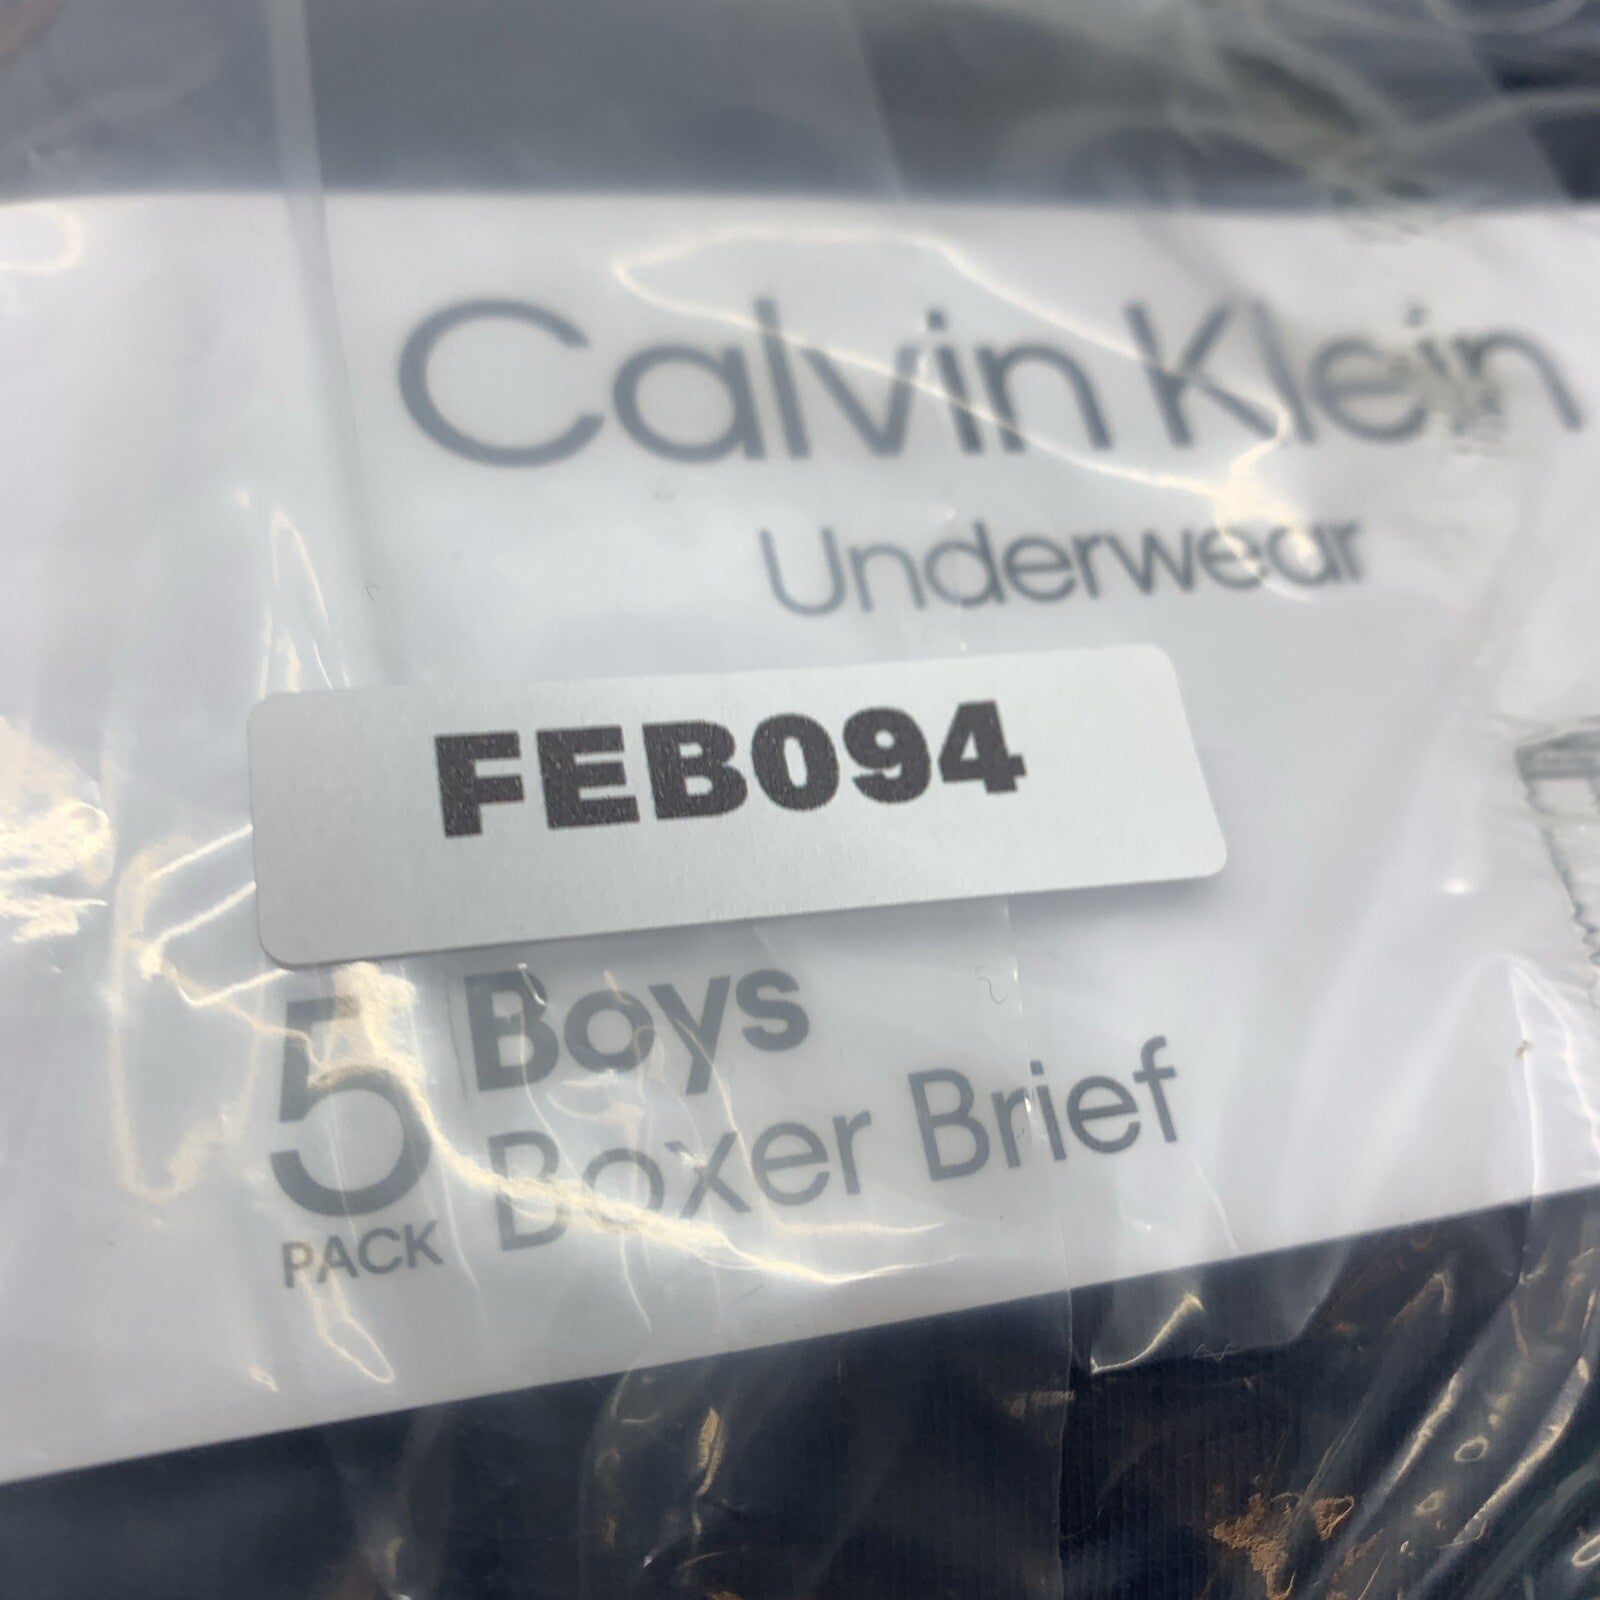 Calvin Klein
Underwear
FEB094
5 Boys
Boxer Brief
PACK